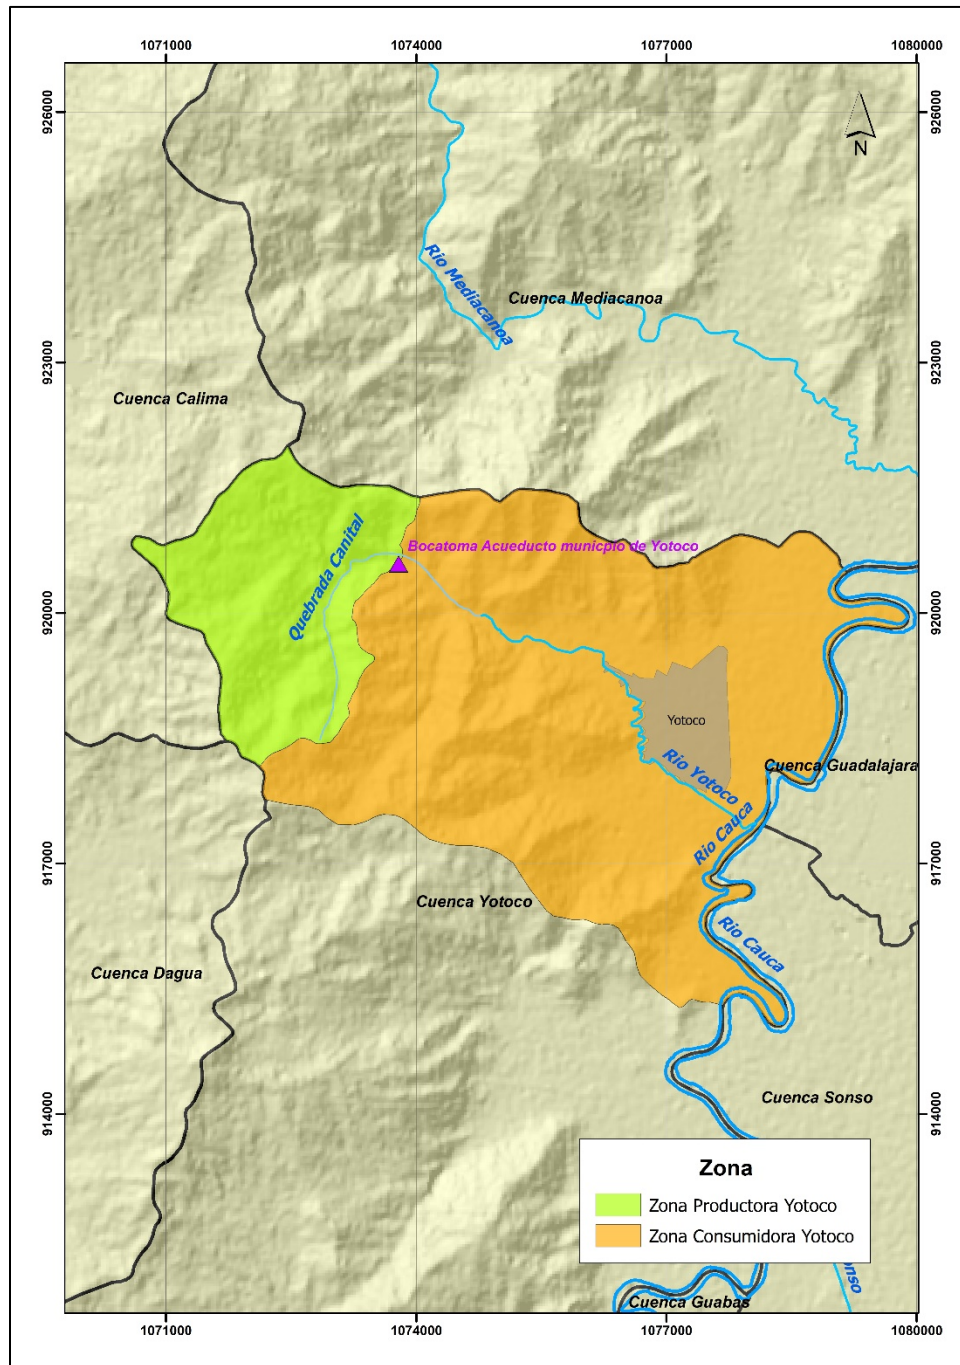 1071000
1074000
1077000
1080000
926000
926000
N
Rio Mediacanoa
Cuenca Mediacanoa
923000
923000
Cuenca Calima
Quebrada Canital
Bocatoma Acueducto municpio de Yotoco
920000
920000
Yotoco
Rio Yotoco
Cuenca Guadalajara
Rio Cauca
917000
917000
Cuenca Yotoco
Rio Cauca
Cuenca Dagua
Cuenca Sonso
914000
914000
Zona
Zona Productora Yotoco
Zona Consumidora Yotoco
onso
Cuenca Guabas
1071000
1074000
1077000
1080000